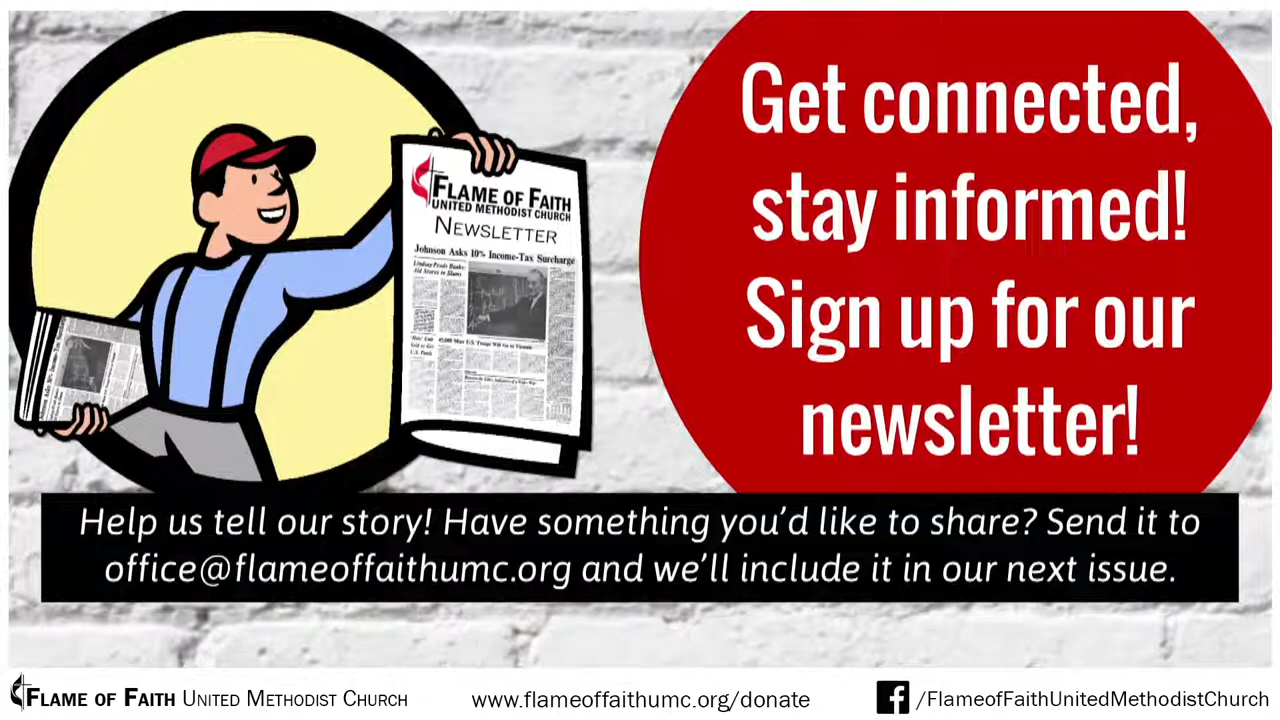 Get connected,
stay informed!
Sign up for our
newsletter!
FLAME OF FAITH
UNITED METHODIST CHURCH
NEWSLETTER
Johnson Asks 10% Income-Tax Surcharge
Help us tell our story! Have something you'd like to share? Send it to
office@flameoffaithumc.org and we'll include it in our next issue.
FLAME OF FAITH UNITED METHODIST CHURCH
www.flameoffaithumc.org/donate
/FlameofFaithUnitedMethodistChurch